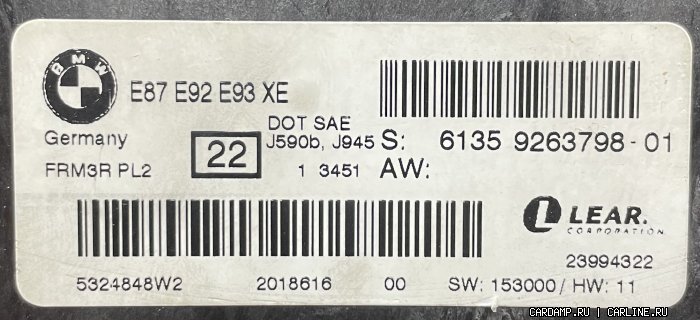 BMW
E87 E92 E93 XE
Germany
FRM3R PL2
22
DOT SAE
J590b, J945
1 3451
S: 6135 9263798-01
AW:
LEAR.
CORPORATION
23994322
5324848W2 2018616 00 SW: 153000/HW: 11
CARDAMP.RU | CARLINE.RU